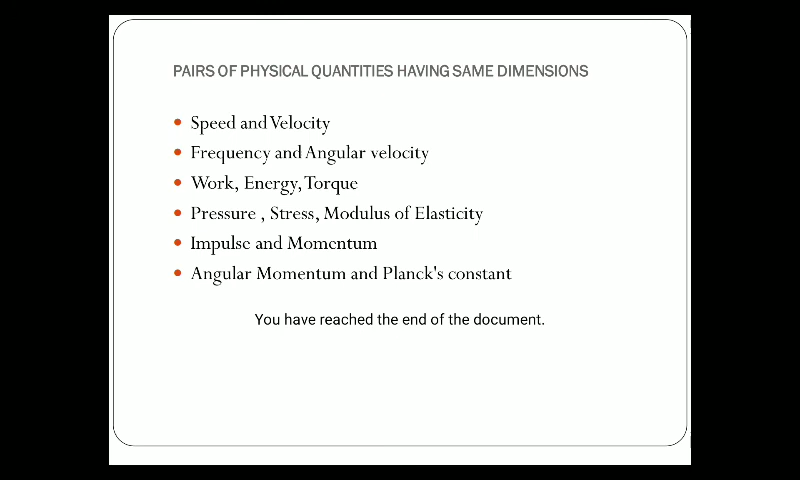 PAIRS OF PHYSICAL QUANTITIES HAVING SAME DIMENSIONS
Speed and Velocity
Frequency and Angular velocity
Work, Energy, Torque
Pressure , Stress, Modulus of Elasticity
Impulse and Momentum
Angular Momentum and Planck's constant
You have reached the end of the document.